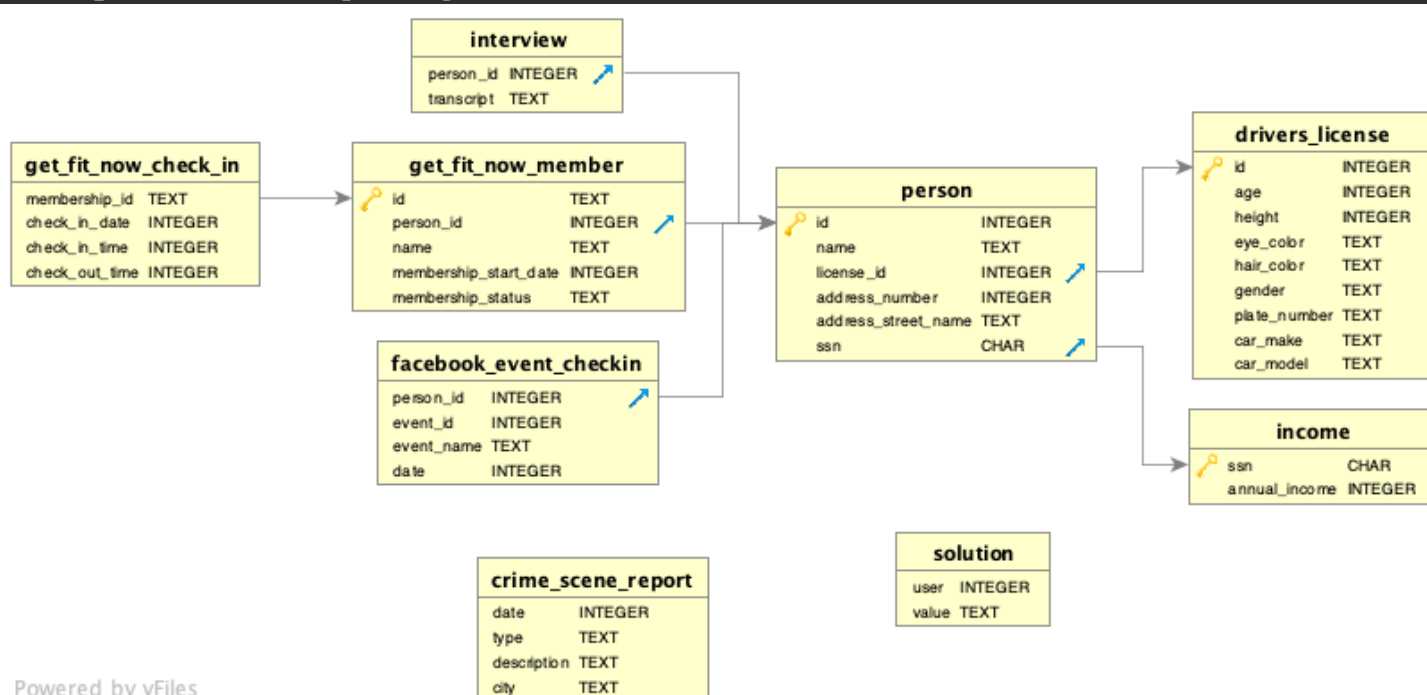 interview
person_id INTEGER
transcript TEXT
get_fit_now_check_in
membership_id TEXT
check_in_date INTEGER
check_in_time INTEGER
check_out_time INTEGER
get_fit_now_member
id TEXT
person_id INTEGER
name TEXT
membership_start_date INTEGER
membership_status TEXT
facebook_event_checkin
person_id INTEGER
event_id INTEGER
event_name TEXT
date INTEGER
person
id INTEGER
name TEXT
license_id INTEGER
address_number INTEGER
address_street_name TEXT
ssn CHAR
drivers_license
id INTEGER
age INTEGER
height INTEGER
eye_color TEXT
hair_color TEXT
gender TEXT
plate_number TEXT
car_make TEXT
car_model TEXT
income
ssn CHAR
annual_income INTEGER
solution
user INTEGER
value TEXT
crime_scene_report
date INTEGER
type TEXT
description TEXT
city TEXT
Powered by yFiles